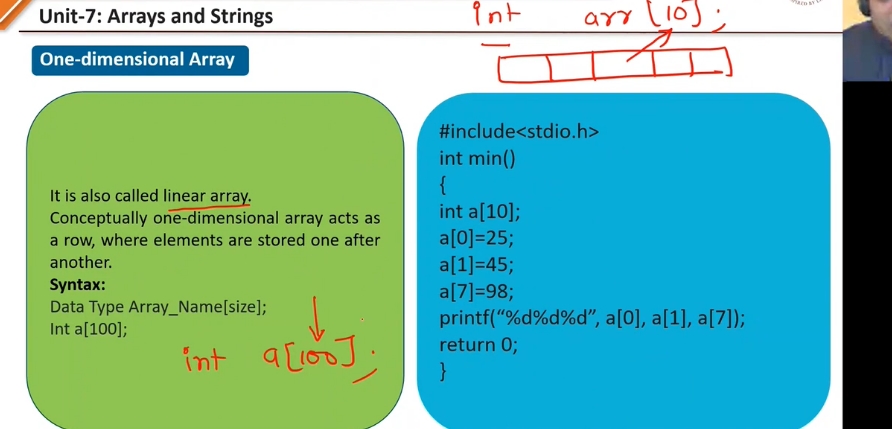 Unit-7: Arrays and Strings
int arr [10];
One-dimensional Array
It is also called linear array.
Conceptually one-dimensional array acts as
a row, where elements are stored one after
another.
Syntax:
Data Type Array_Name[size];
Int a[100];
int a[100];
#include<stdio.h>
int min()
{
int a[10];
a[0]=25;
a[1]=45;
a[7]=98;
printf(“%d%d%d”, a[0], a[1], a[7]);
return 0;
}